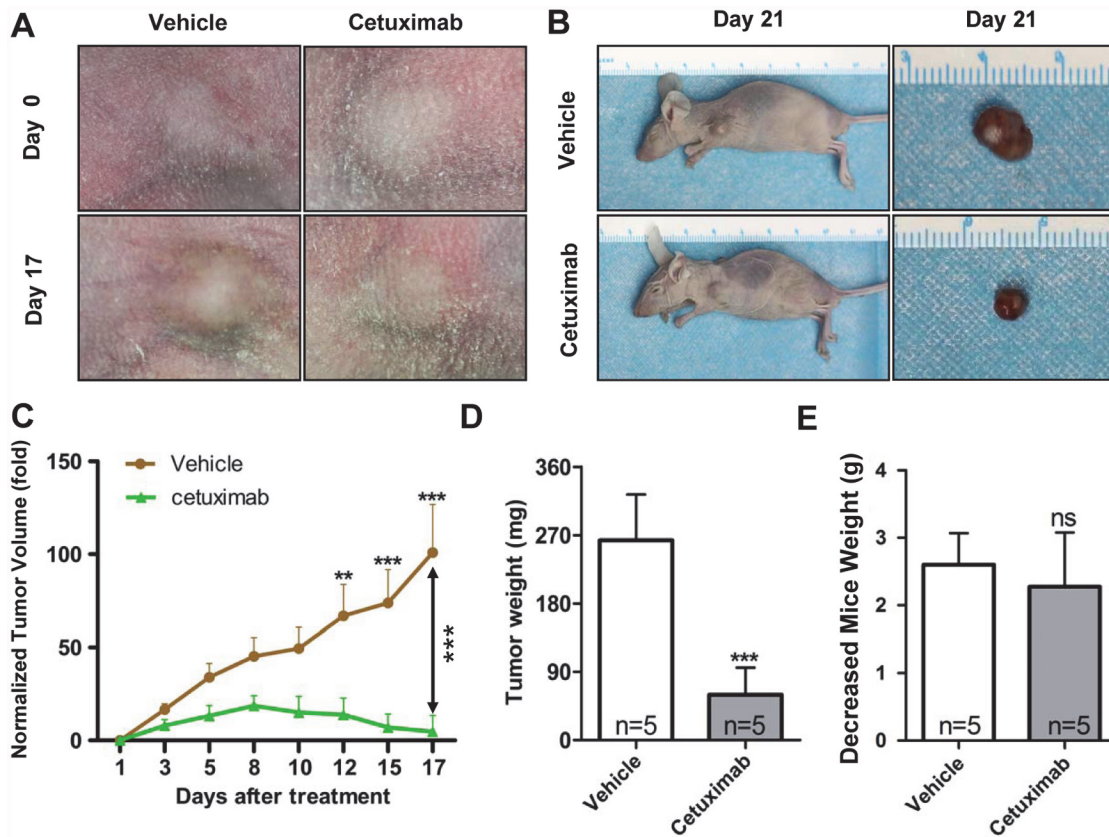 A
Vehicle
Cetuximab
Day 0
Day 17
B
Day 21
Day 21
Vehicle
Cetuximab
C
Normalized Tumor Volume (fold)
150
100
50
0
Vehicle
cetuximab
**
***
***
***
1 3 5 8 10 12 15 17
Days after treatment
D
Tumor weight (mg)
360
270
180
90
0
***
n=5
n=5
Vehicle
Cetuximab
E
Decreased Mice Weight (g)
4
3
2
1
0
ns
n=5
n=5
Vehicle
Cetuximab